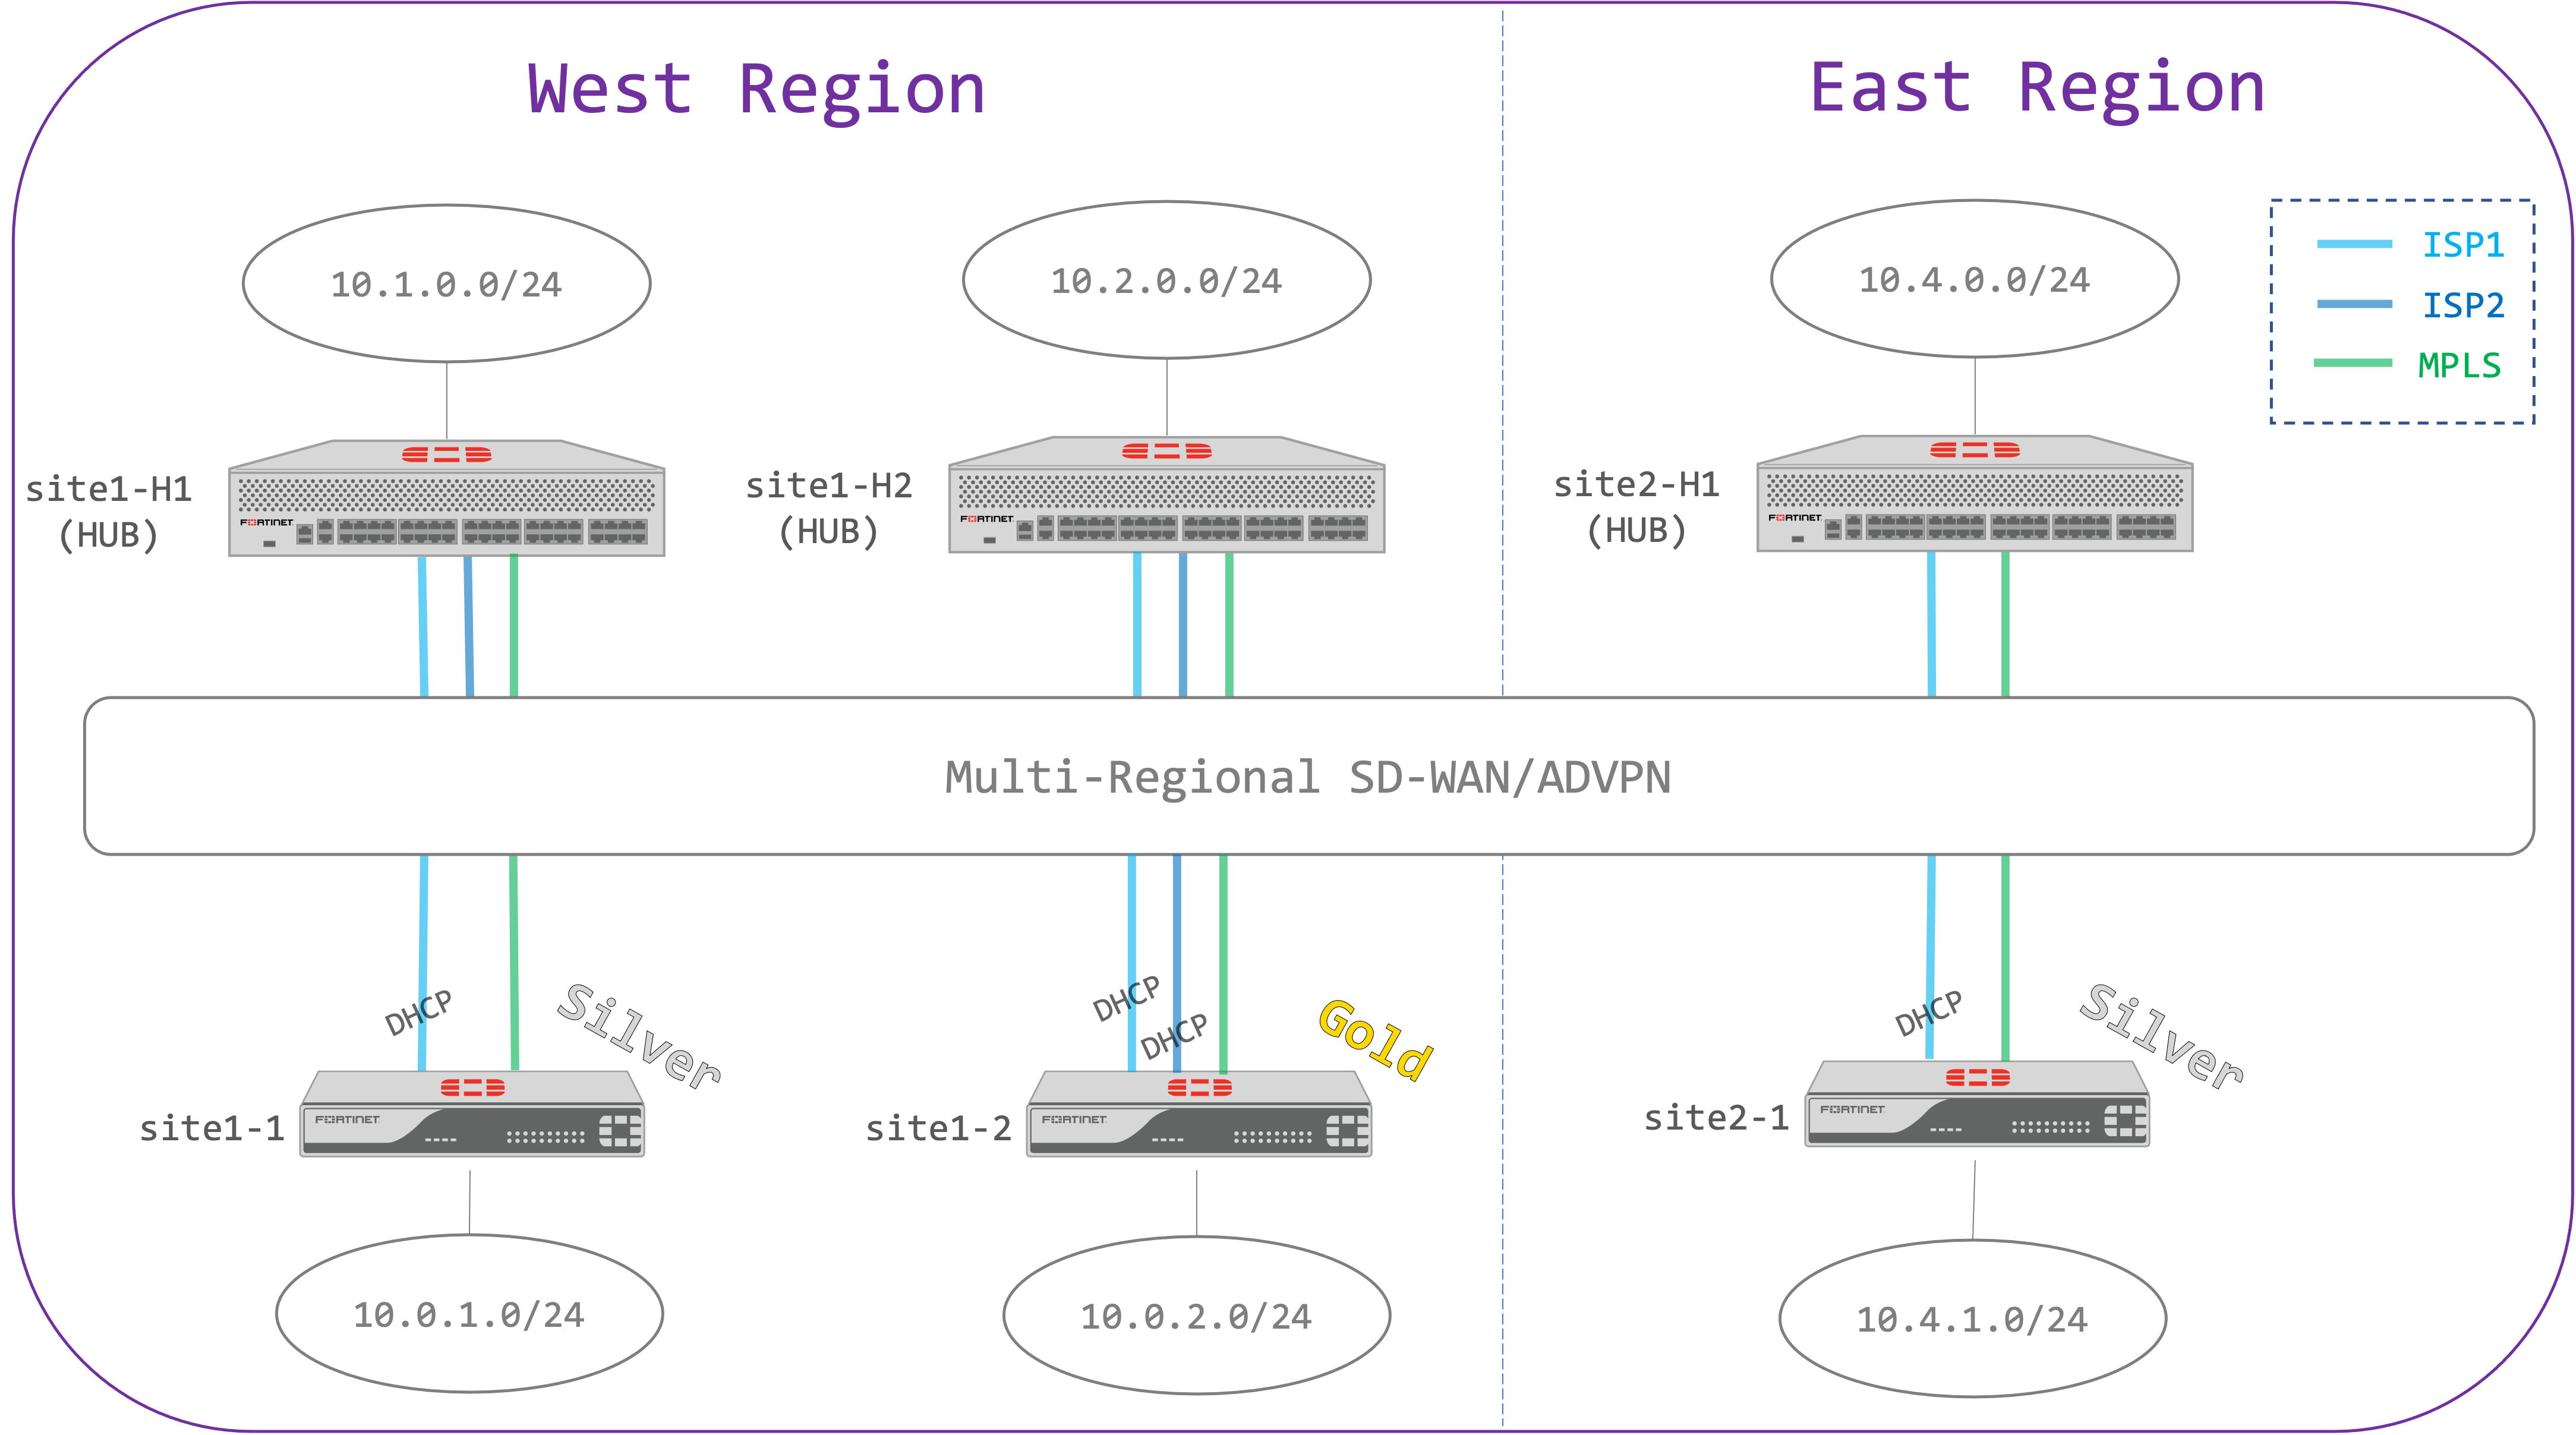 West Region
East Region
10.1.0.0/24
10.2.0.0/24
10.4.0.0/24
ISP1
ISP2
MPLS
site1-H1
(HUB)
FORTINET
site1-H2
(HUB)
FORTINET
site2-H1
(HUB)
FORTINET
Multi-Regional SD-WAN/ADVPN
DHCP
Silver
DHCP
DHCP
Gold
DHCP
Silver
site1-1
FORTINET
site1-2
FORTINET
site2-1
FORTINET
10.0.1.0/24
10.0.2.0/24
10.4.1.0/24